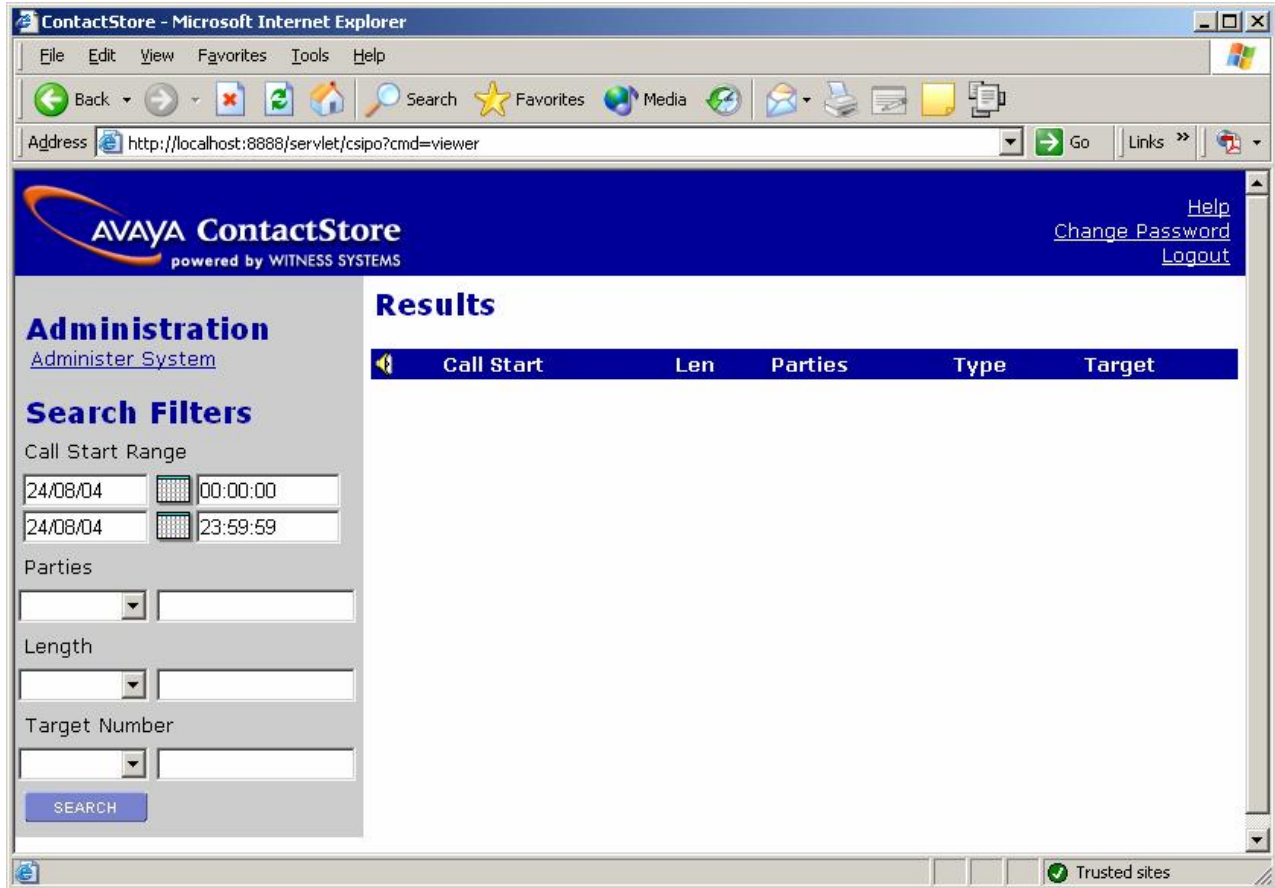 ContactStore - Microsoft Internet Explorer
File Edit View Favorites Tools Help
Back Search Favorites Media
Address http://localhost:8888/servlet/csipo?cmd=viewer Go Links »
AVAYA ContactStore
powered by WITNESS SYSTEMS
Help
Change Password
Logout
Administration
Administer System
Search Filters
Call Start Range
24/08/04 00:00:00
24/08/04 23:59:59
Parties
Length
Target Number
SEARCH
Results
Call Start Len Parties Type Target
Trusted sites